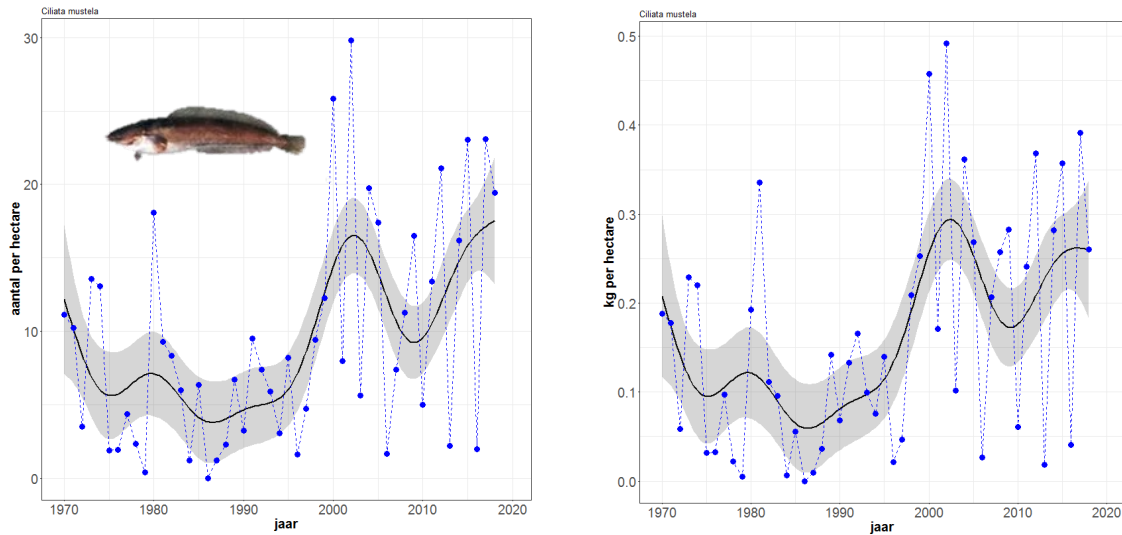 Ciliata mustela
aantal per hectare
30
20
10
0
1970 1980 1990 2000 2010 2020
jaar
Ciliata mustela
kg per hectare
0.5
0.4
0.3
0.2
0.1
0.0
1970 1980 1990 2000 2010 2020
jaar